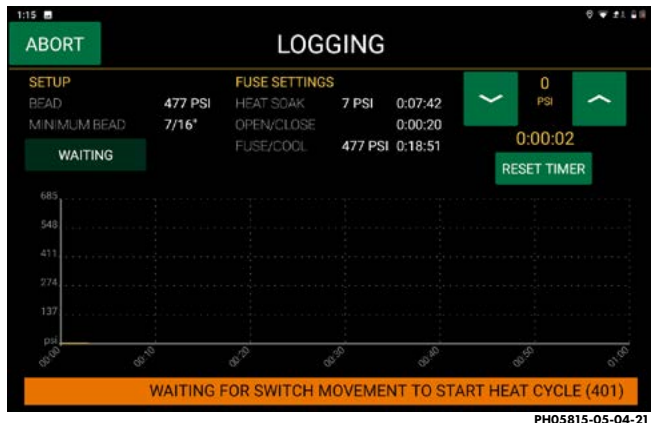 1:15
ABORT
LOGGING
SETUP
BEAD 477 PSI
MINIMUM BEAD 7/16"
WAITING
FUSE SETTINGS
HEAT SOAK 7 PSI 0:07:42
OPEN/CLOSE 0:00:20
FUSE/COOL 477 PSI 0:18:51
0
PSI
0:00:02
RESET TIMER
685
548
411
274
137
psi
00:00 00:10 00:20 00:30 00:40 00:50 01:00
WAITING FOR SWITCH MOVEMENT TO START HEAT CYCLE (401)
PH05815-05-04-21